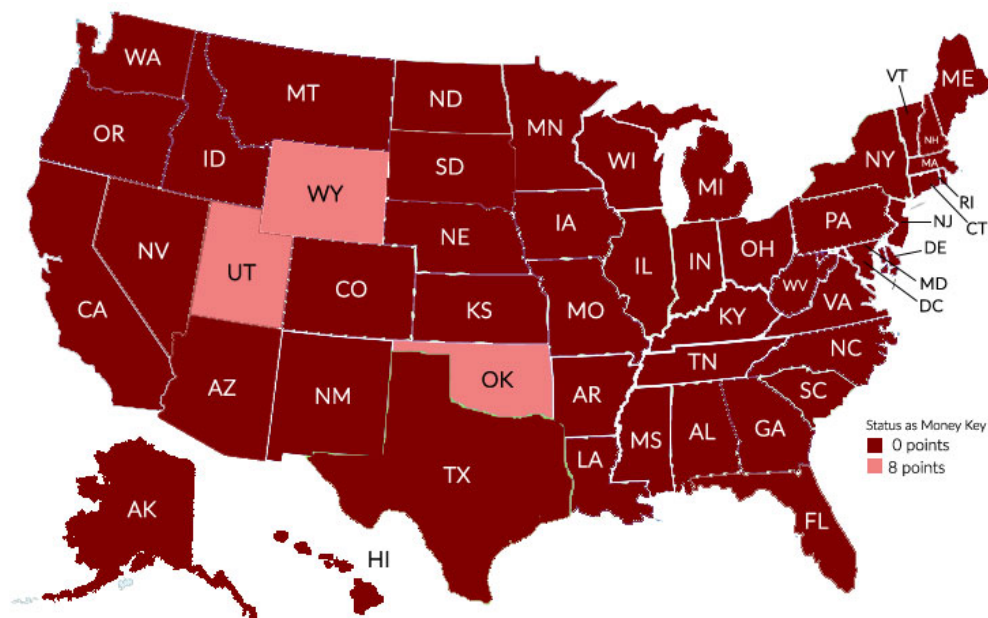 WA
MT
ND
MN
VT
ME
OR
ID
SD
WI
MI
NY
NH
MA
RI
CT
WY
NE
IA
PA
NJ
DE
MD
DC
NV
UT
CO
KS
MO
IL
IN
OH
WV
VA
KY
CA
AZ
NM
OK
AR
TN
NC
SC
MS
AL
GA
LA
TX
FL
AK
HI
Status as Money Key
0 points
8 points